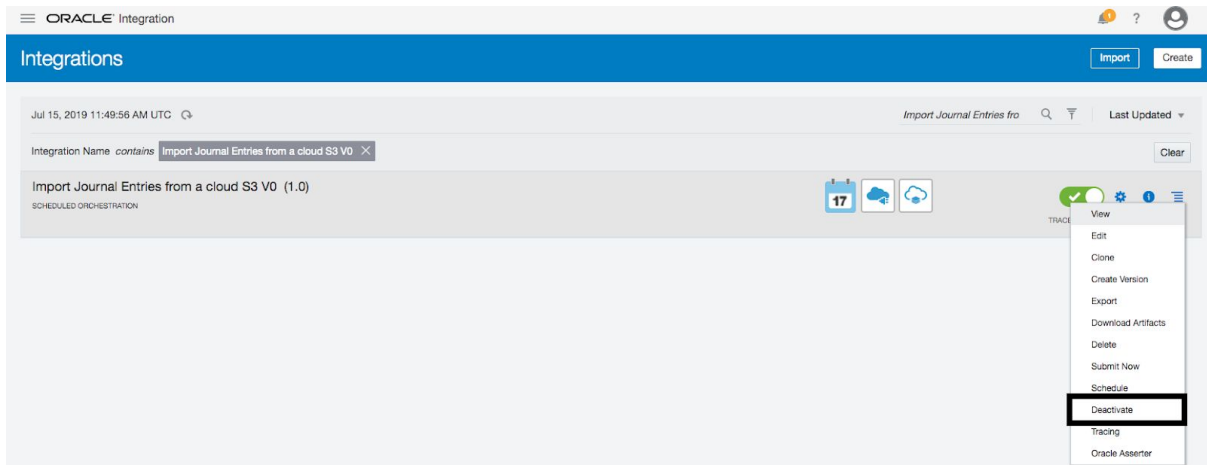 ORACLE Integration
1
?
Integrations
Import
Create
Jul 15, 2019 11:49:56 AM UTC
Import Journal Entries fro
Last Updated
Integration Name contains Import Journal Entries from a cloud S3 V0 ×
Clear
Import Journal Entries from a cloud S3 V0 (1.0)
SCHEDULED ORCHESTRATION
17
TRACE
View
Edit
Clone
Create Version
Export
Download Artifacts
Delete
Submit Now
Schedule
Deactivate
Tracing
Oracle Asserter